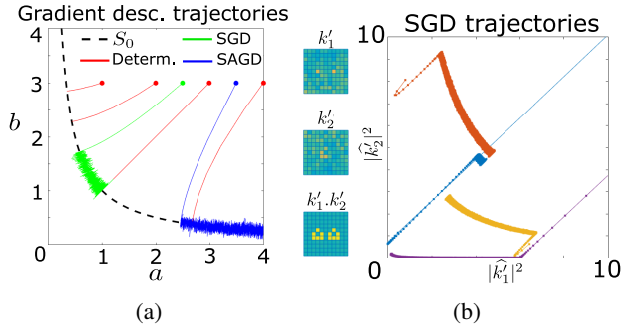 Gradient desc. trajectories
S₀
SGD
Determ.
SAGD
4
3
b
2
1
0
1
2
3
4
a
(a)
k′₁
k′₂
k′₁.k′₂
SGD trajectories
10
|k̂′₂|²
0
|k̂′₁|²
10
(b)